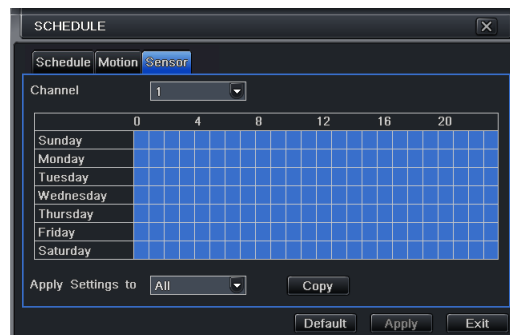 SCHEDULE
Schedule Motion Sensor
Channel 1
0 4 8 12 16 20
Sunday
Monday
Tuesday
Wednesday
Thursday
Friday
Saturday
Apply Settings to All Copy
Default Apply Exit